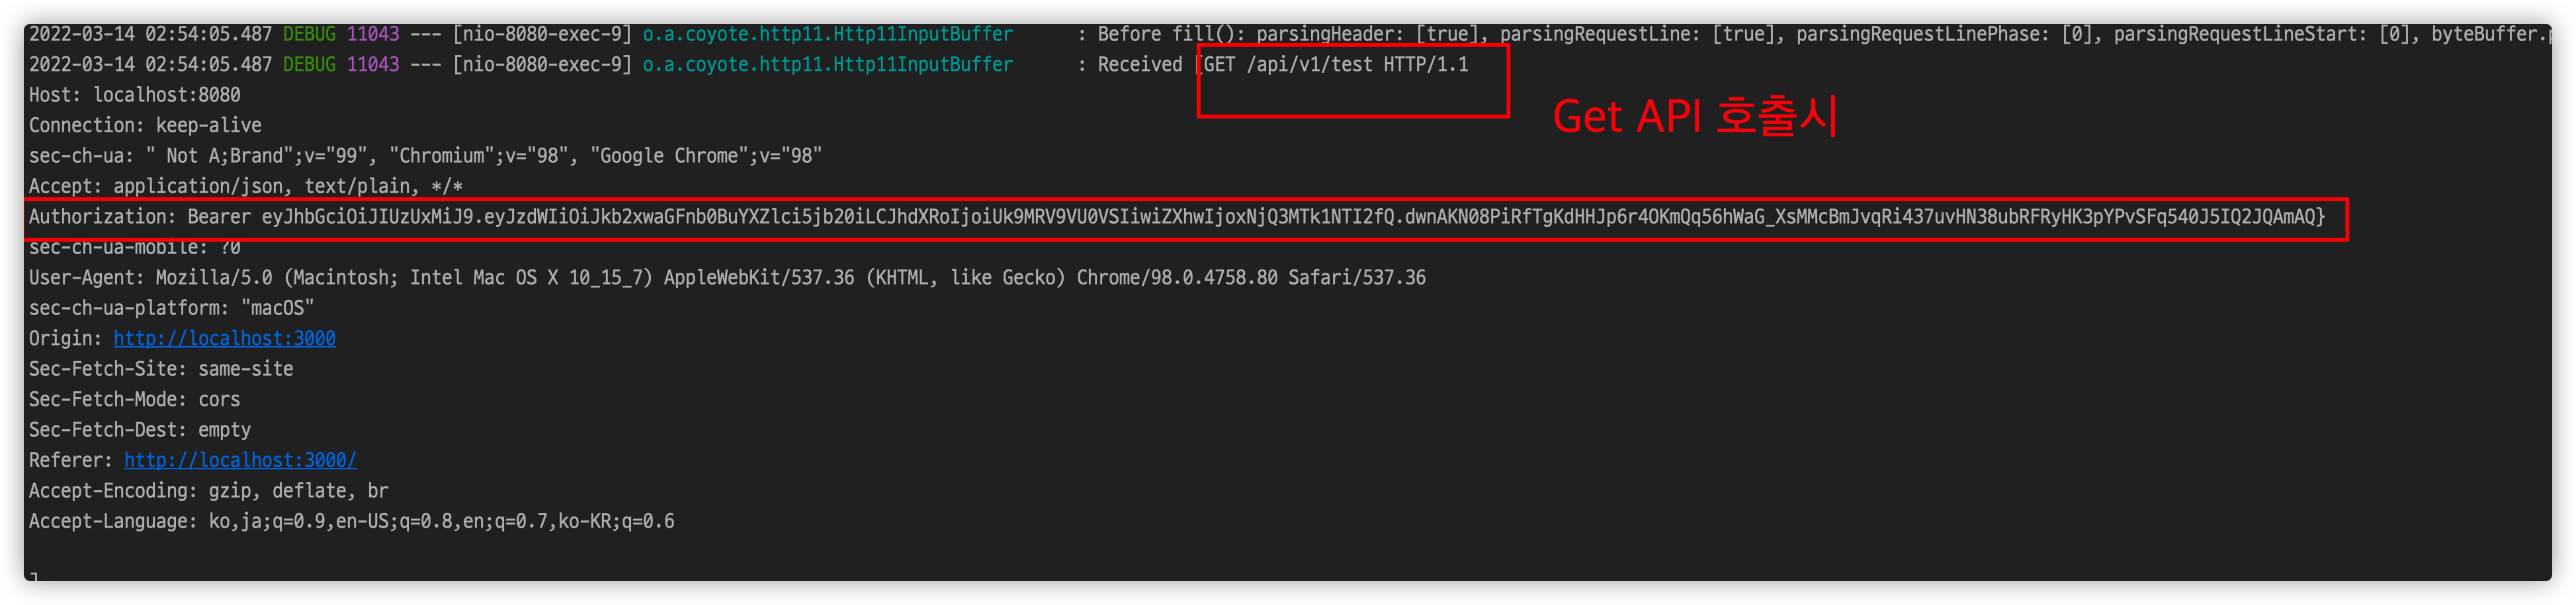 2022-03-14 02:54:05.487 DEBUG 11043 --- [nio-8080-exec-9] o.a.coyote.http11.Http11InputBuffer : Before fill(): parsingHeader: [true], parsingRequestLine: [true], parsingRequestLinePhase: [0], parsingRequestLineStart: [0], byteBuffer.p
2022-03-14 02:54:05.487 DEBUG 11043 --- [nio-8080-exec-9] o.a.coyote.http11.Http11InputBuffer : Received [GET /api/v1/test HTTP/1.1
Host: localhost:8080
Get API 호출시
Connection: keep-alive
sec-ch-ua: " Not A;Brand";v="99", "Chromium";v="98", "Google Chrome";v="98"
Accept: application/json, text/plain, */*
Authorization: Bearer eyJhbGciOiJIUzUxMiJ9.eyJzdWIiOiJkb2xwaGFnb0BuYXZlci5jb20iLCJhdXRoIjoiUk9MRV9VU0VSIiwiZXhwIjoxNjQ3MTk1NTI2fQ.dwnAKN08PiRfTgKdHHJp6r4OKmQq56hWaG_XsMMcBmJvqRi437uvHN38ubRFRyHK3pYPvSFq540J5IQ2JQAmAQ}
sec-ch-ua-mobile: ?0
User-Agent: Mozilla/5.0 (Macintosh; Intel Mac OS X 10_15_7) AppleWebKit/537.36 (KHTML, like Gecko) Chrome/98.0.4758.80 Safari/537.36
sec-ch-ua-platform: "macOS"
Origin: http://localhost:3000
Sec-Fetch-Site: same-site
Sec-Fetch-Mode: cors
Sec-Fetch-Dest: empty
Referer: http://localhost:3000/
Accept-Encoding: gzip, deflate, br
Accept-Language: ko,ja;q=0.9,en-US;q=0.8,en;q=0.7,ko-KR;q=0.6
]